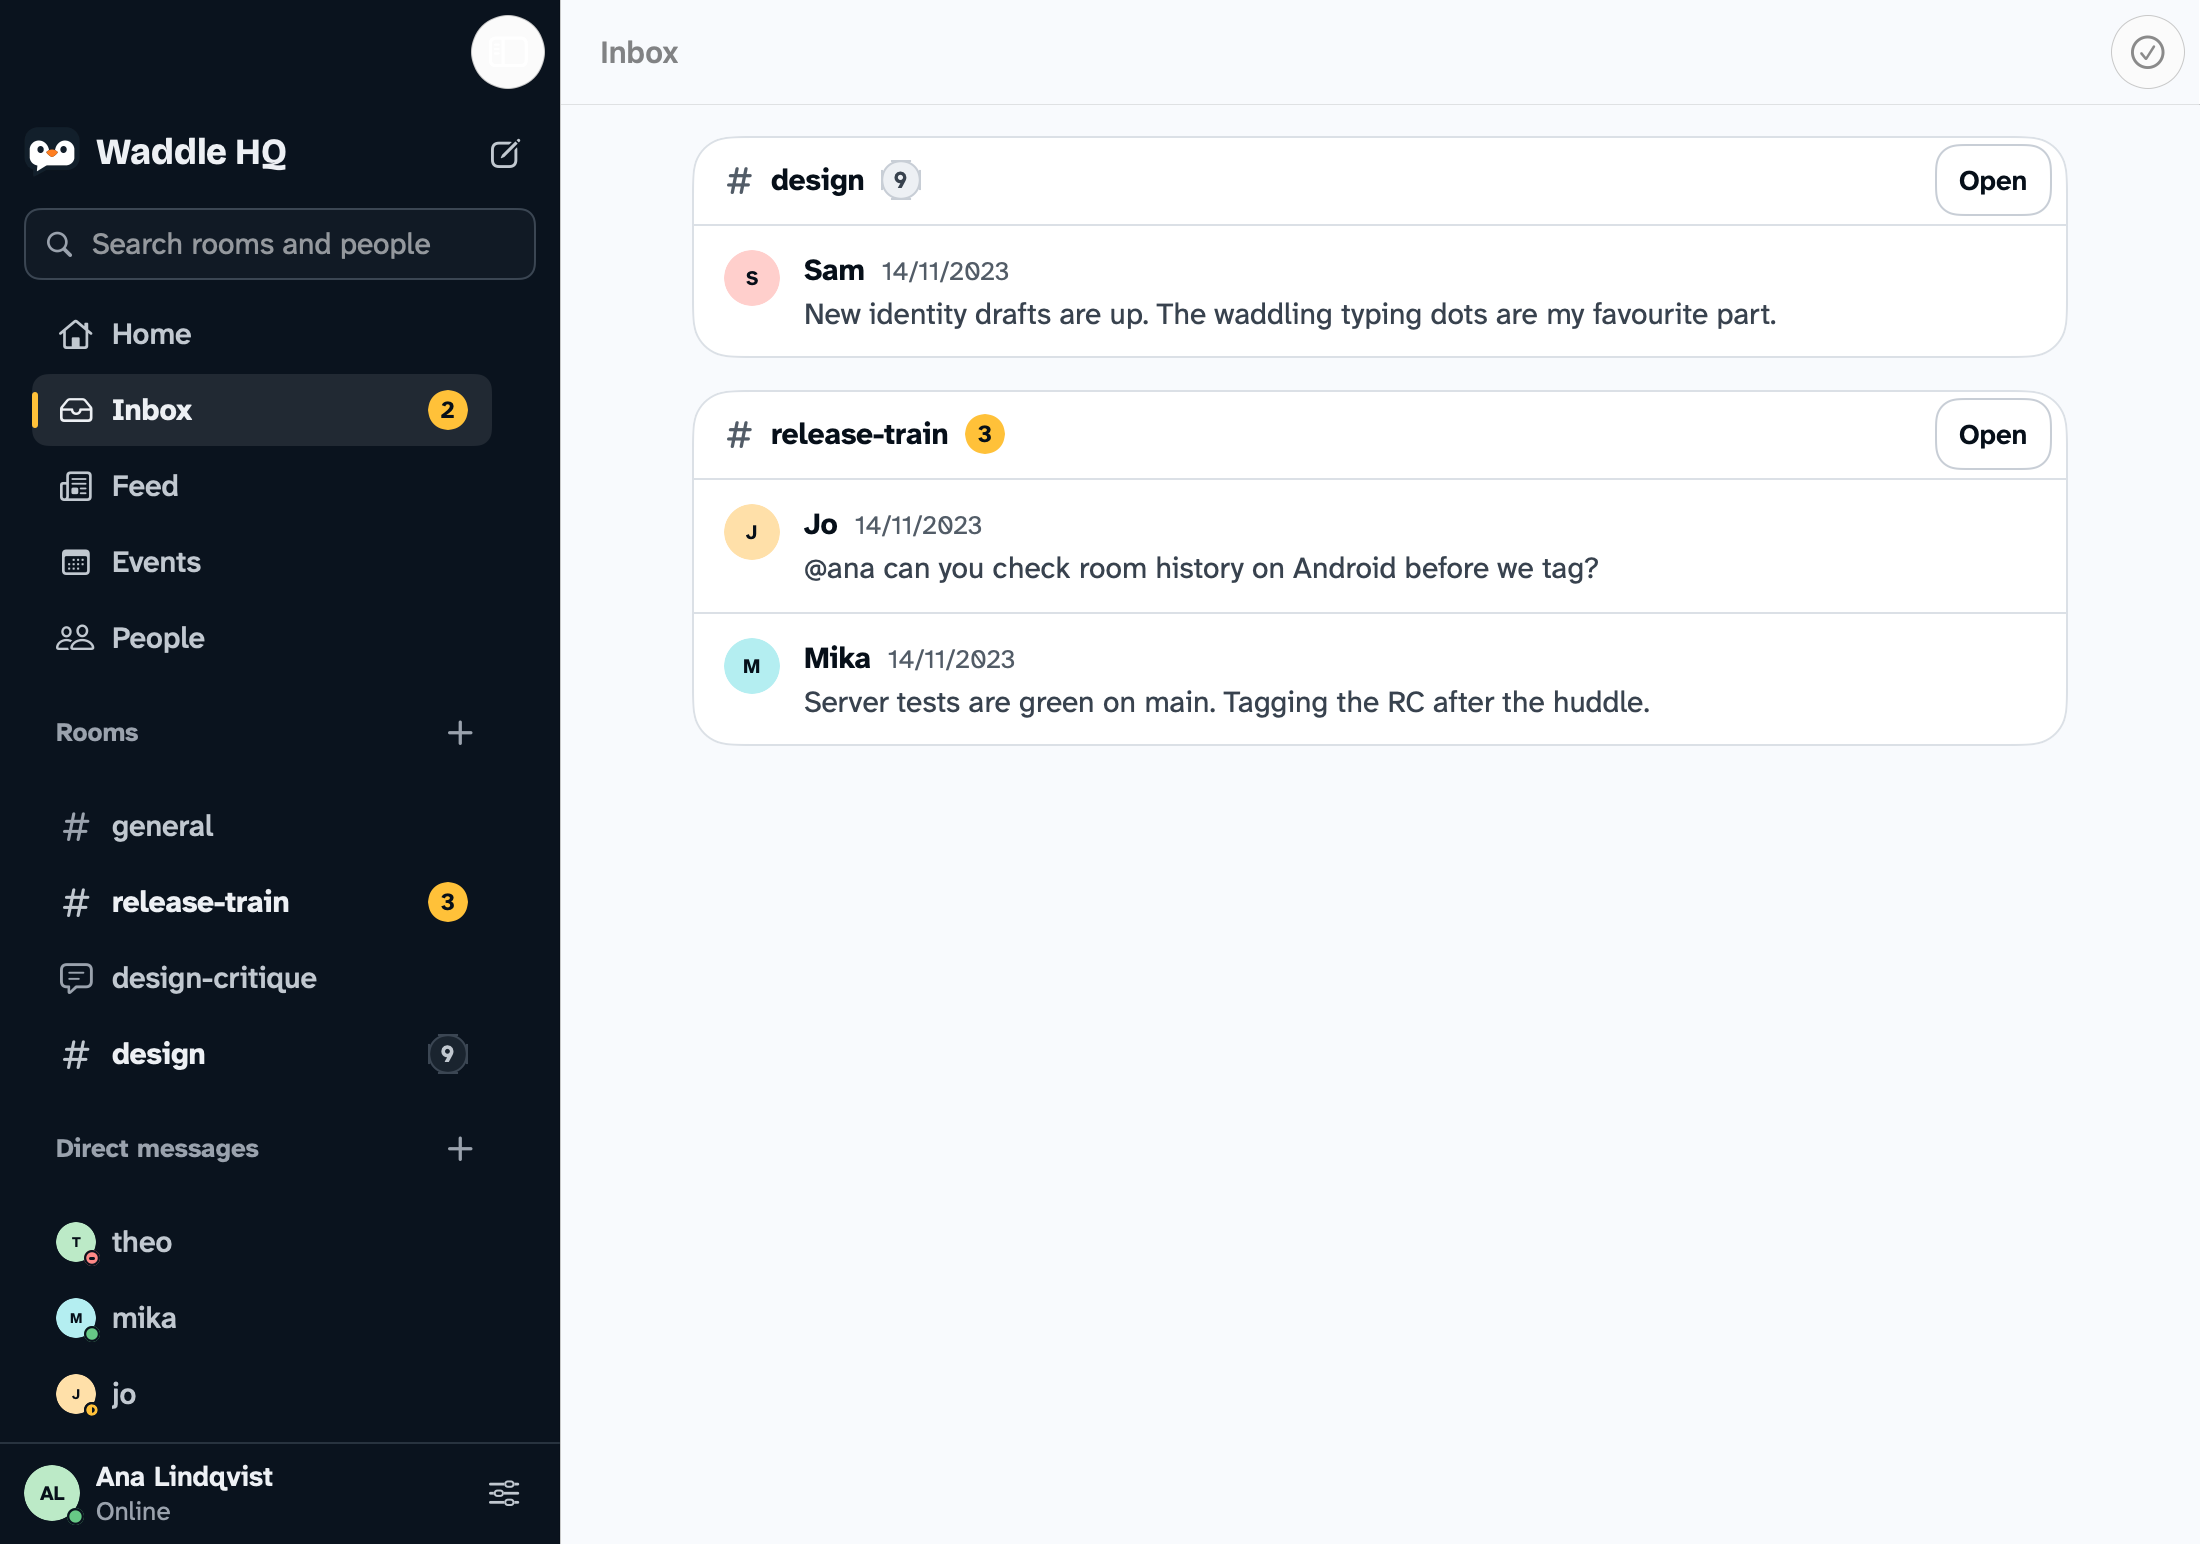 Waddle HQ
Search rooms and people
Home
Inbox 2
Feed
Events
People
Rooms
general
release-train 3
design-critique
design 9
Direct messages
T theo
M mika
J jo
AL Ana Lindqvist
Online
Inbox
design 9 Open
S Sam 14/11/2023
New identity drafts are up. The waddling typing dots are my favourite part.
release-train 3 Open
J Jo 14/11/2023
@ana can you check room history on Android before we tag?
M Mika 14/11/2023
Server tests are green on main. Tagging the RC after the huddle.